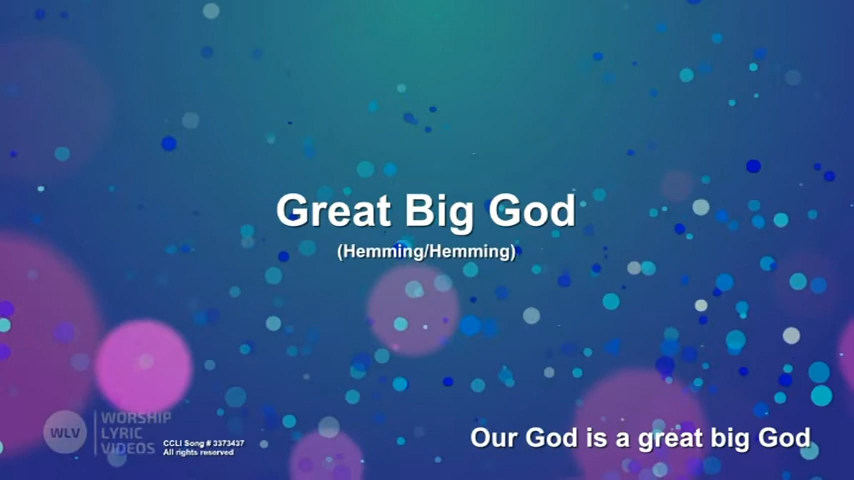 Great Big God
(Hemming/Hemming)
WLV
WORSHIP
LYRIC
VIDEOS
CCLI Song # 3373437
All rights reserved
Our God is a great big God